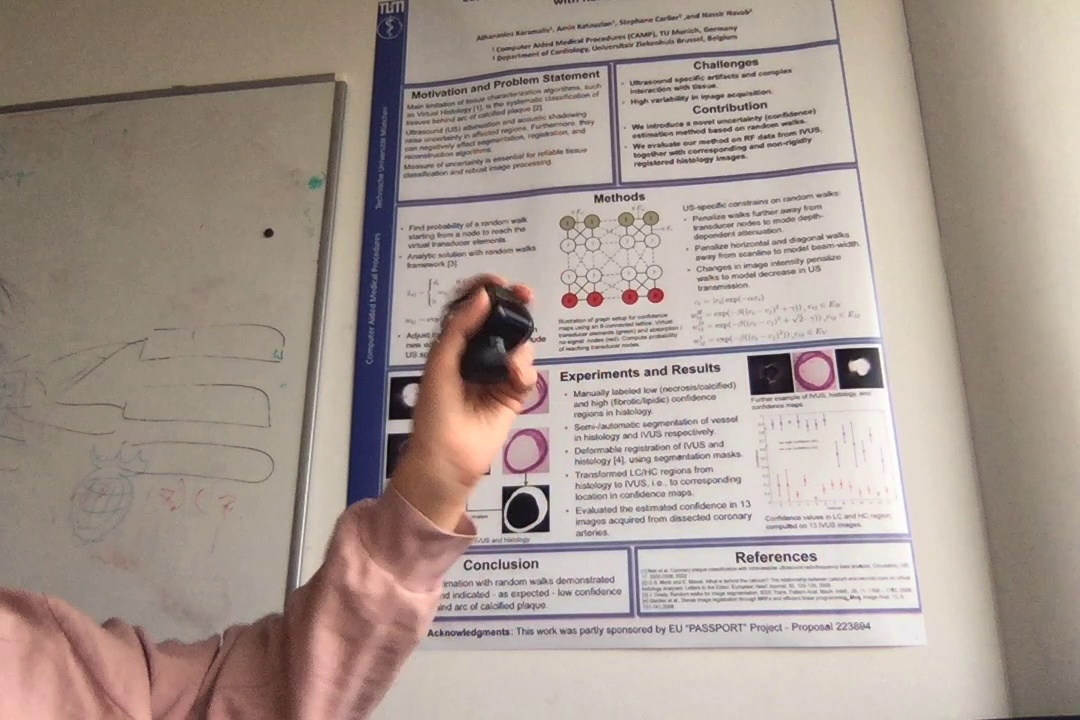 TUM
Athanasios Karamalis¹, Amin Katouzian¹, Stephane Carlier² ,and Nassir Navab¹
¹ Computer Aided Medical Procedures (CAMP), TU Munich, Germany
² Department of Cardiology, Universitair Ziekenhuis Brussel, Belgium
Technische Universität München
Computer Aided Medical Procedures
Motivation and Problem Statement
Main limitation of tissue characterization algorithms, such
as Virtual Histology [1], is the systematic classification of
tissues behind arc of calcified plaque [2].
Ultrasound (US) attenuation and acoustic shadowing
raise uncertainty in affected regions. Furthermore, they
can negatively effect segmentation, registration, and
reconstruction algorithms.
Measure of uncertainty is essential for reliable tissue
classification and robust image processing.
Challenges
• Ultrasound specific artifacts and complex
interaction with tissue.
• High variability in image acquisition.
Contribution
• We introduce a novel uncertainty (confidence)
estimation method based on random walks.
• We evaluate our method on RF data from IVUS,
together with corresponding and non-rigidly
registered histology images.
Methods
• Find probability of a random walk
starting from a node to reach the
virtual transducer elements.
• Analytic solution with random walks
framework [3].
• Adjust
new
US
Illustration of graph setup for confidence
maps using an 8-connected lattice. Virtual
transducer elements (green) and absorption /
no-signal nodes (red). Compute probability
of reaching transducer nodes.
US-specific constrains on random walks:
• Penalize walks further away from
transducer nodes to mode depth-
dependent attenuation.
• Penalize horizontal and diagonal walks
away from scanline to model beam-width.
• Changes in image intensity penalize
walks to model decrease in US
transmission.
Experiments and Results
• Manually labeled low (necrosis/calcified)
and high (fibrotic/lipidic) confidence
regions in histology.
• Semi-/automatic segmentation of vessel
in histology and IVUS respectively.
• Deformable registration of IVUS and
histology [4], using segmentation masks.
• Transformed LC/HC regions from
histology to IVUS, i.e., to corresponding
location in confidence maps.
• Evaluated the estimated confidence in 13
images acquired from dissected coronary
arteries.
and histology
Further example of IVUS, histology, and
confidence maps.
Confidence values in LC and HC region,
computed on 13 IVUS images.
Conclusion
with random walks demonstrated
indicated - as expected - low confidence
arc of calcified plaque.
References
Acknowledgments: This work was partly sponsored by EU "PASSPORT" Project - Proposal 223894